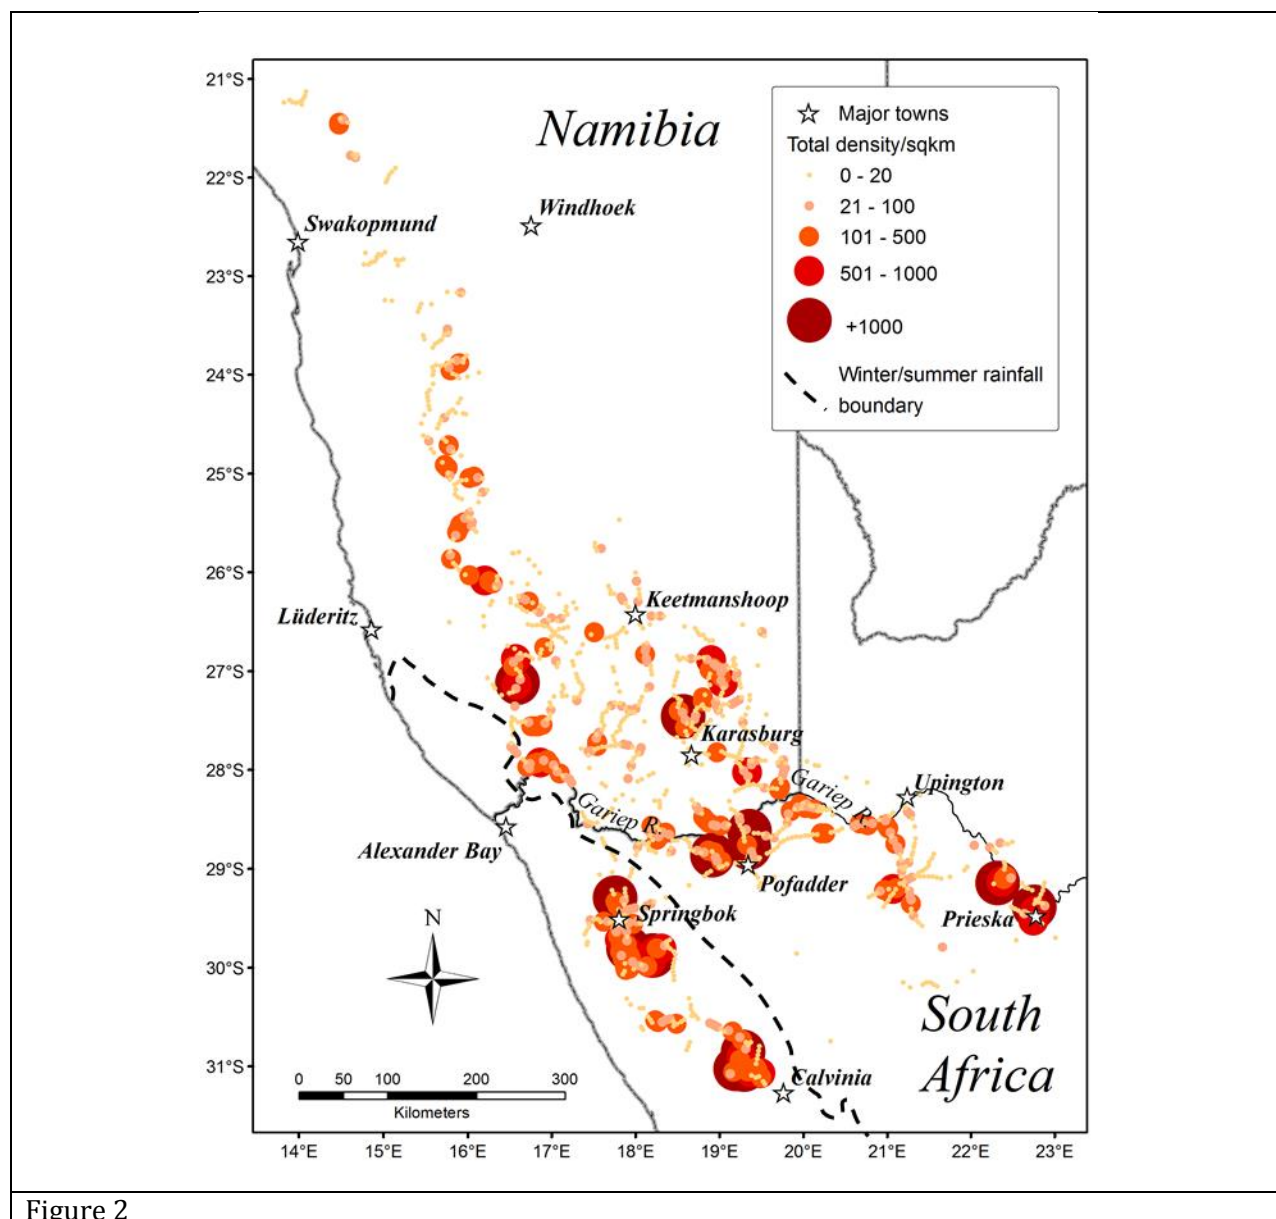 21°S
22°S
23°S
24°S
25°S
26°S
27°S
28°S
29°S
30°S
31°S
Namibia
Major towns
Total density/sqkm
0 - 20
21 - 100
101 - 500
501 - 1000
+1000
Winter/summer rainfall
boundary
Windhoek
Swakopmund
Keetmanshoop
Lüderitz
Karasburg
Gariep R.
Upington
Gariep R.
Alexander Bay
Pofadder
Springbok
Prieska
N
South
Africa
Calvinia
0 50 100 200 300
Kilometers
14°E 15°E 16°E 17°E 18°E 19°E 20°E 21°E 22°E 23°E
Figure 2